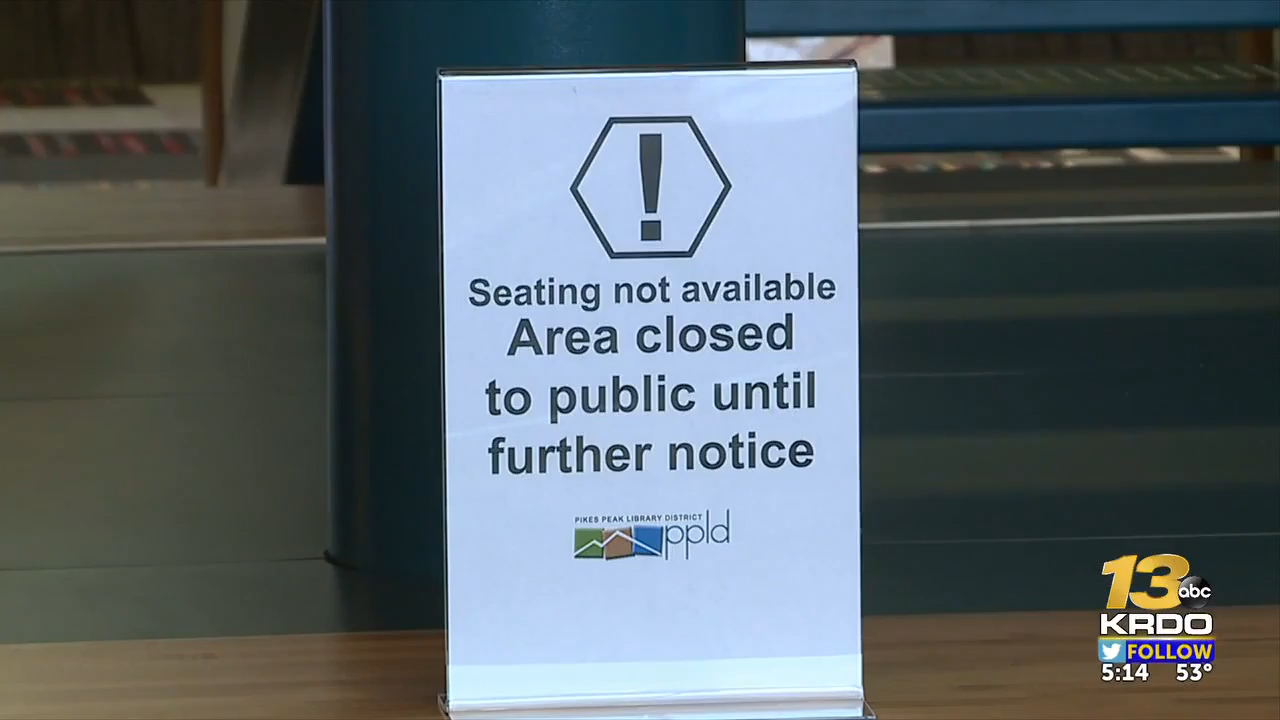 !
Seating not available
Area closed
to public until
further notice
PIKES PEAK LIBRARY DISTRICT
ppld
13
abc
KRDO
FOLLOW
5:14 53°